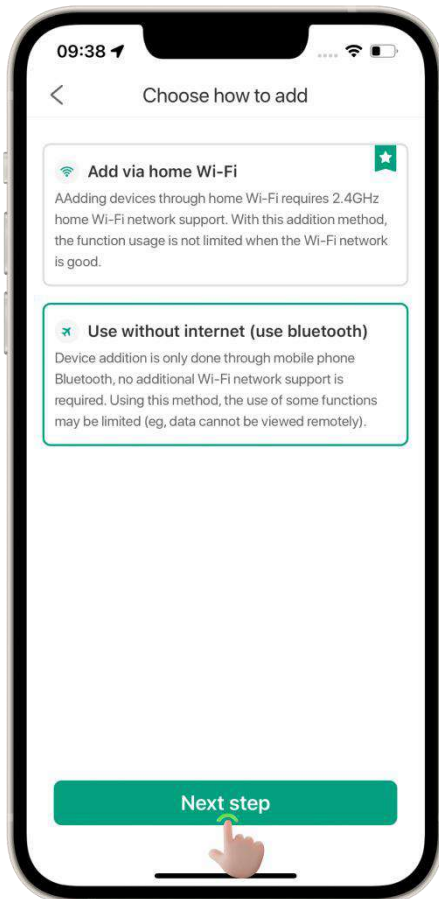 09:38
Choose how to add
Add via home Wi-Fi
AAdding devices through home Wi-Fi requires 2.4GHz
home Wi-Fi network support. With this addition method,
the function usage is not limited when the Wi-Fi network
is good.
Use without internet (use bluetooth)
Device addition is only done through mobile phone
Bluetooth, no additional Wi-Fi network support is
required. Using this method, the use of some functions
may be limited (eg, data cannot be viewed remotely).
Next step